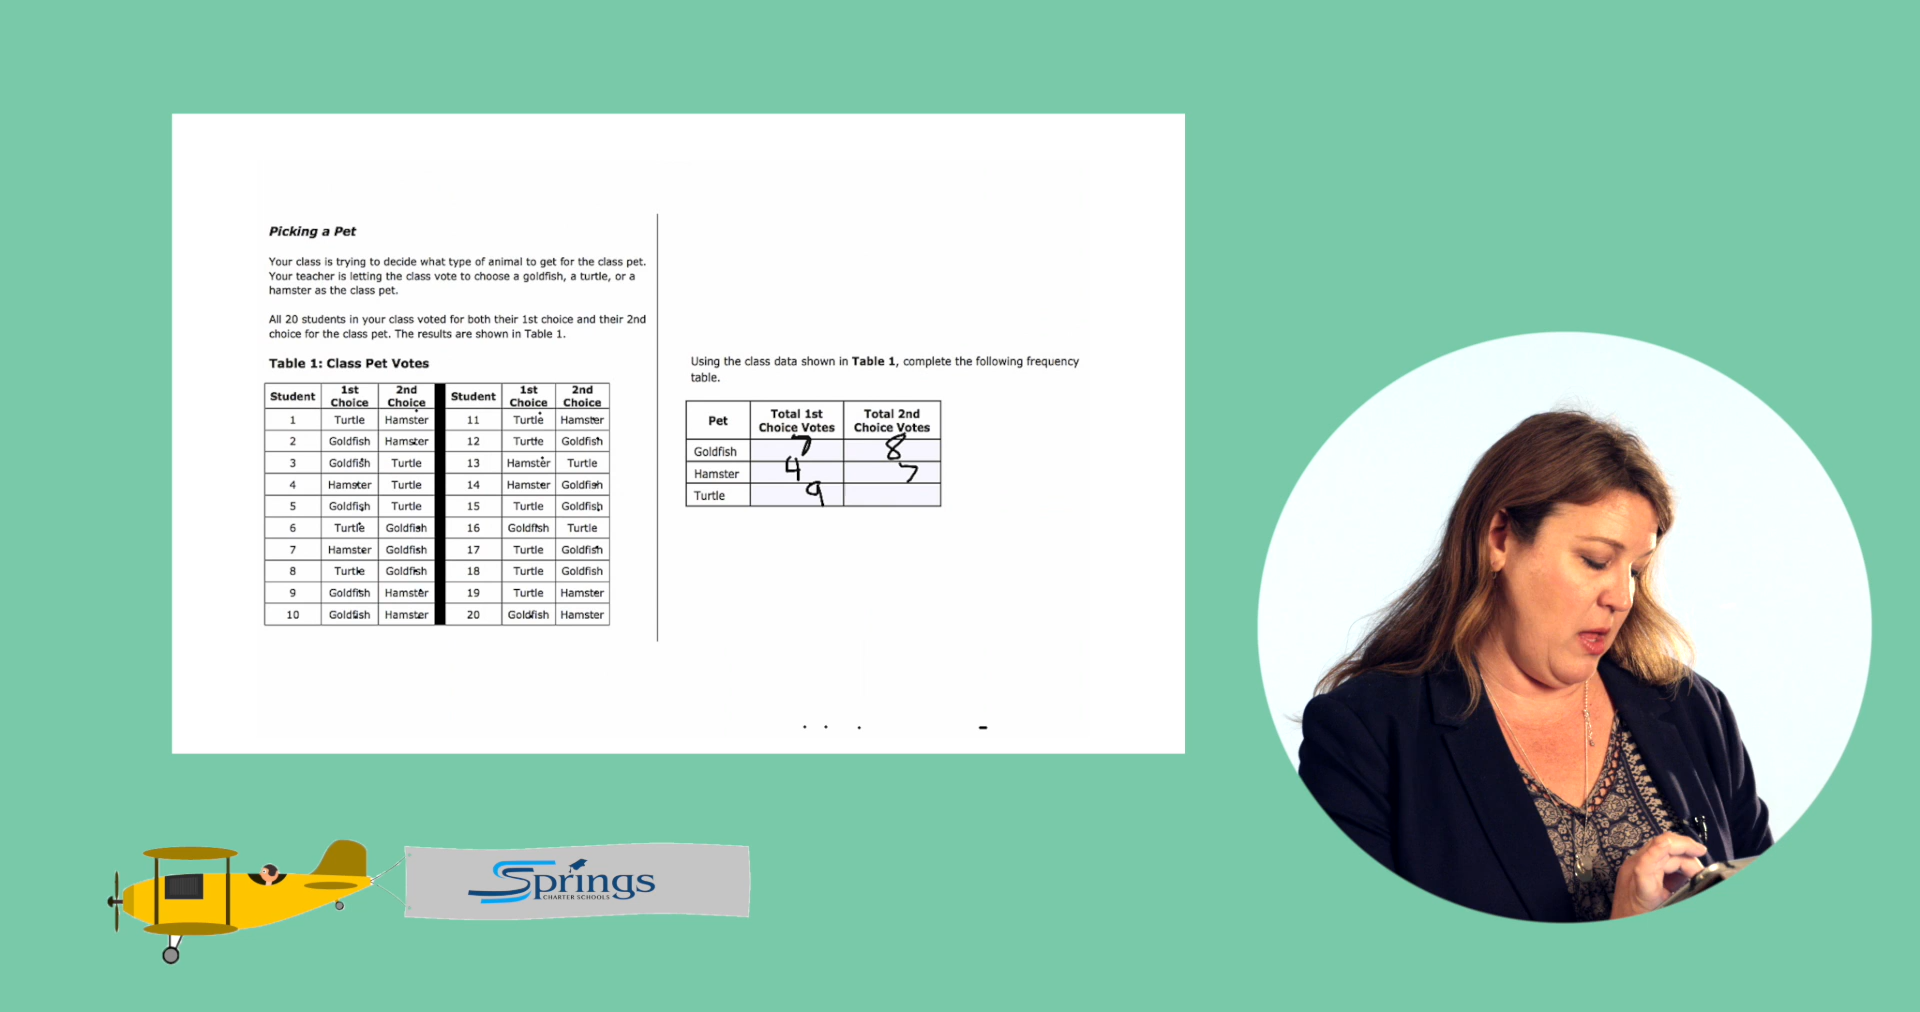 Picking a Pet
Your class is trying to decide what type of animal to get for the class pet.
Your teacher is letting the class vote to choose a goldfish, a turtle, or a
hamster as the class pet.
All 20 students in your class voted for both their 1st choice and their 2nd
choice for the class pet. The results are shown in Table 1.
Table 1: Class Pet Votes
Student 1st Choice 2nd Choice Student 1st Choice 2nd Choice
1 Turtle Hamster 11 Turtle Hamster
2 Goldfish Hamster 12 Turtle Goldfish
3 Goldfish Turtle 13 Hamster Turtle
4 Hamster Turtle 14 Hamster Goldfish
5 Goldfish Turtle 15 Turtle Goldfish
6 Turtle Goldfish 16 Goldfish Turtle
7 Hamster Goldfish 17 Turtle Goldfish
8 Turtle Goldfish 18 Turtle Goldfish
9 Goldfish Hamster 19 Turtle Hamster
10 Goldfish Hamster 20 Goldfish Hamster
Using the class data shown in Table 1, complete the following frequency
table.
Pet Total 1st Choice Votes Total 2nd Choice Votes
Goldfish 7 8
Hamster 4 7
Turtle 9
Springs
CHARTER SCHOOLS